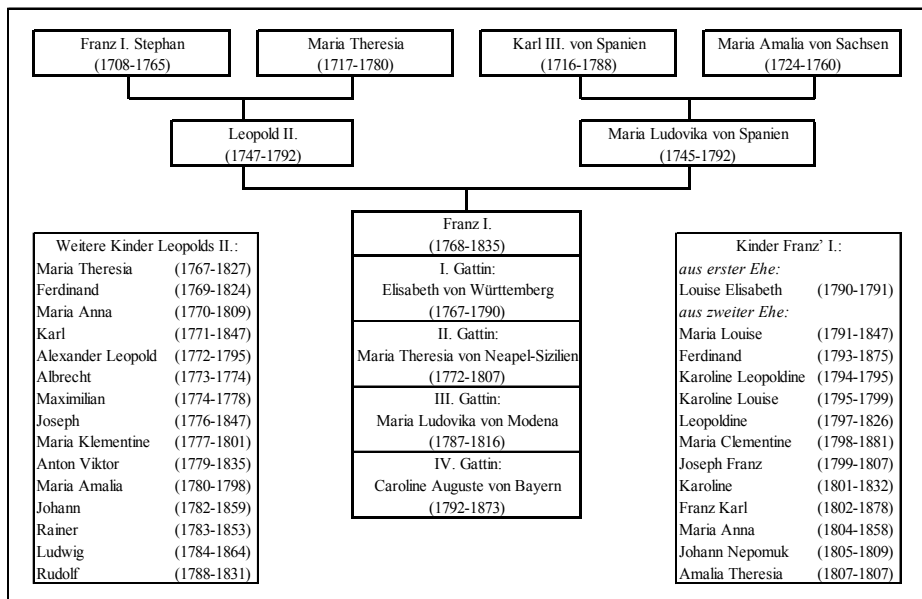 Franz I. Stephan
(1708-1765)
Maria Theresia
(1717-1780)
Karl III. von Spanien
(1716-1788)
Maria Amalia von Sachsen
(1724-1760)
Leopold II.
(1747-1792)
Maria Ludovika von Spanien
(1745-1792)
Franz I.
(1768-1835)
I. Gattin:
Elisabeth von Württemberg
(1767-1790)
II. Gattin:
Maria Theresia von Neapel-Sizilien
(1772-1807)
III. Gattin:
Maria Ludovika von Modena
(1787-1816)
IV. Gattin:
Caroline Auguste von Bayern
(1792-1873)
Weitere Kinder Leopolds II.:
Maria Theresia (1767-1827)
Ferdinand (1769-1824)
Maria Anna (1770-1809)
Karl (1771-1847)
Alexander Leopold (1772-1795)
Albrecht (1773-1774)
Maximilian (1774-1778)
Joseph (1776-1847)
Maria Klementine (1777-1801)
Anton Viktor (1779-1835)
Maria Amalia (1780-1798)
Johann (1782-1859)
Rainer (1783-1853)
Ludwig (1784-1864)
Rudolf (1788-1831)
Kinder Franz’ I.:
aus erster Ehe:
Louise Elisabeth (1790-1791)
aus zweiter Ehe:
Maria Louise (1791-1847)
Ferdinand (1793-1875)
Karoline Leopoldine (1794-1795)
Karoline Louise (1795-1799)
Leopoldine (1797-1826)
Maria Clementine (1798-1881)
Joseph Franz (1799-1807)
Karoline (1801-1832)
Franz Karl (1802-1878)
Maria Anna (1804-1858)
Johann Nepomuk (1805-1809)
Amalia Theresia (1807-1807)